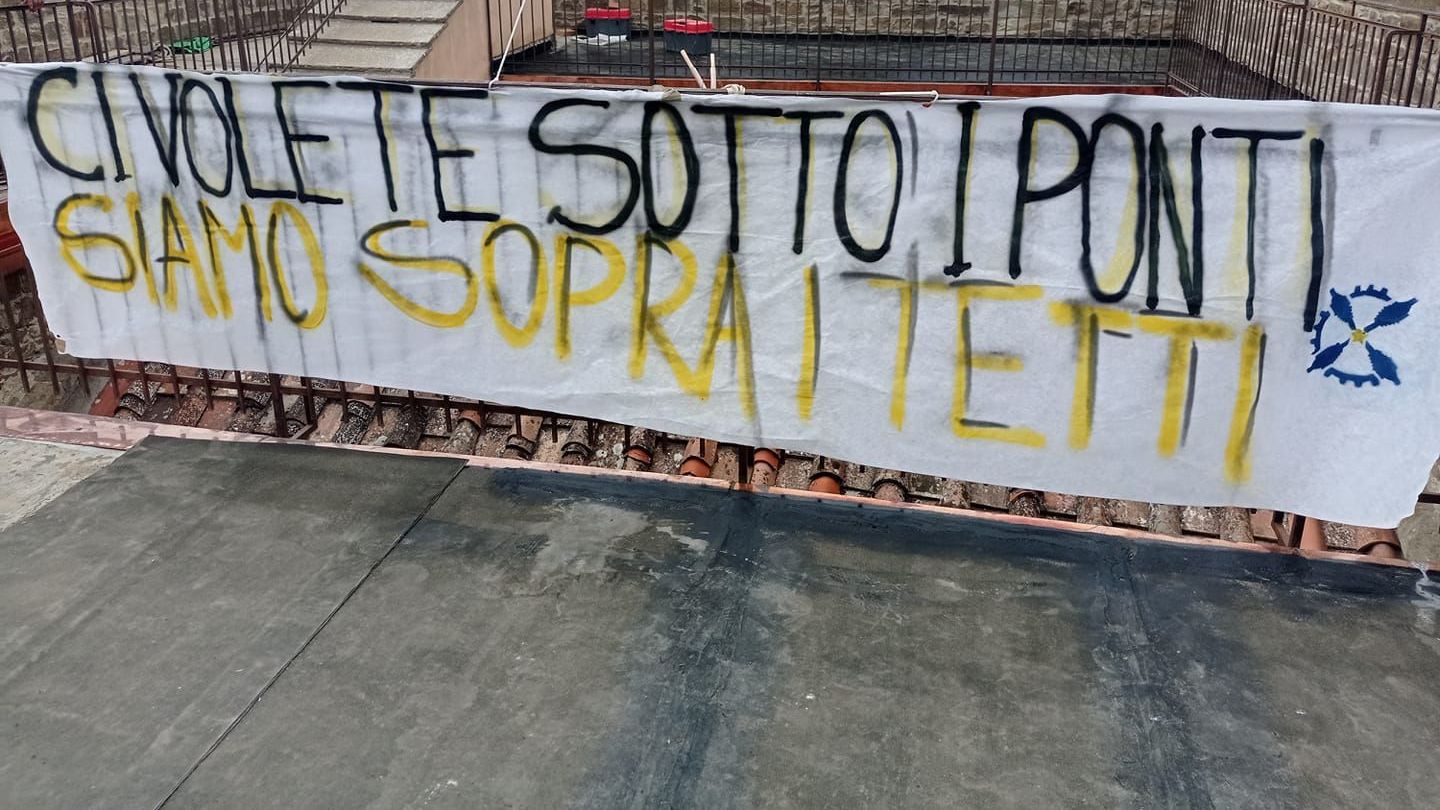 CI VOLETE SOTTO I PONTI
SIAMO SOPRA I TETTI